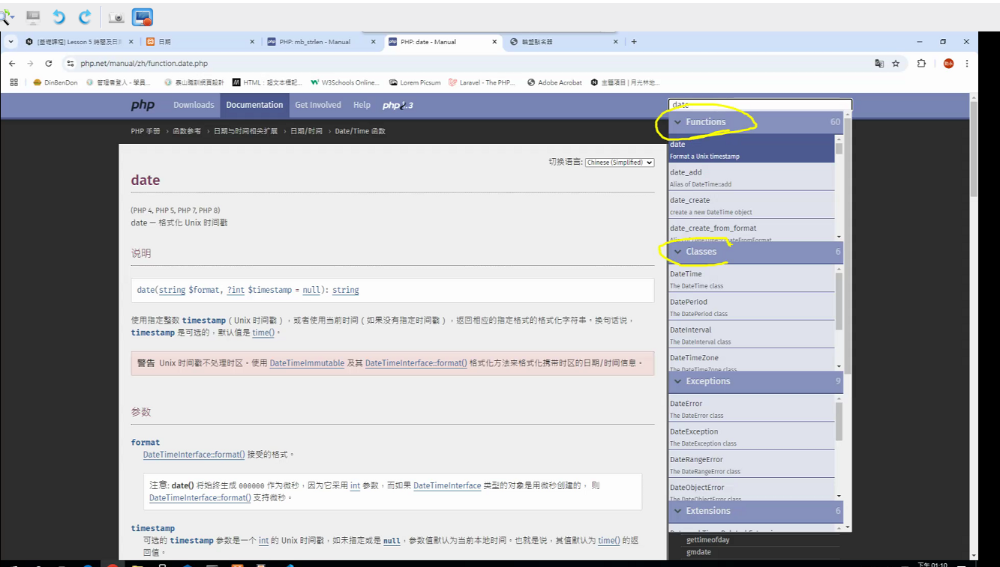 [基礎課程] Lesson 5 時間及日期
日期
PHP: mb_strlen - Manual
PHP: date - Manual
輪盤點名器
php.net/manual/zh/function.date.php
DinBenDon
管理者登入 - 學員...
泰山職訓網頁設計
HTML：超文本標記...
W3Schools Online...
Lorem Picsum
Laravel - The PHP...
Adobe Acrobat
主題項目 | 月光林地...
php
Downloads
Documentation
Get Involved
Help
date
PHP 手册 › 函数参考 › 日期与时间相关扩展 › 日期/时间 › Date/Time 函数
切换语言: Chinese (Simplified)
date
(PHP 4, PHP 5, PHP 7, PHP 8)
date — 格式化 Unix 时间戳
说明
date(string $format, ?int $timestamp = null): string
使用指定整数 timestamp（Unix 时间戳），或者使用当前时间（如果没有指定时间戳），返回相应的指定格式的格式化字符串。换句话说，
timestamp 是可选的，默认值是 time()。
警告 Unix 时间戳不处理时区。使用 DateTimeImmutable 及其 DateTimeInterface::format() 格式化方法来格式化携带时区的日期/时间信息。
参数
format
DateTimeInterface::format() 接受的格式。
注意: date() 将始终生成 000000 作为微秒，因为它采用 int 参数，而如果 DateTimeInterface 类型的对象是用微秒创建的， 则
DateTimeInterface::format() 支持微秒。
timestamp
可选的 timestamp 参数是一个 int 的 Unix 时间戳，如未指定或是 null，参数值默认为当前本地时间。也就是说，其值默认为 time() 的返
回值。
Functions 60
date
Format a Unix timestamp
date_add
Alias of DateTime::add
date_create
create a new DateTime object
date_create_from_format
Classes 6
DateTime
The DateTime class
DatePeriod
The DatePeriod class
DateInterval
The DateInterval class
DateTimeZone
The DateTimeZone class
Exceptions 9
DateError
The DateError class
DateException
The DateException class
DateRangeError
The DateRangeError class
DateObjectError
The DateObjectError class
Extensions 6
gettimeofday
gmdate
下午 01:10